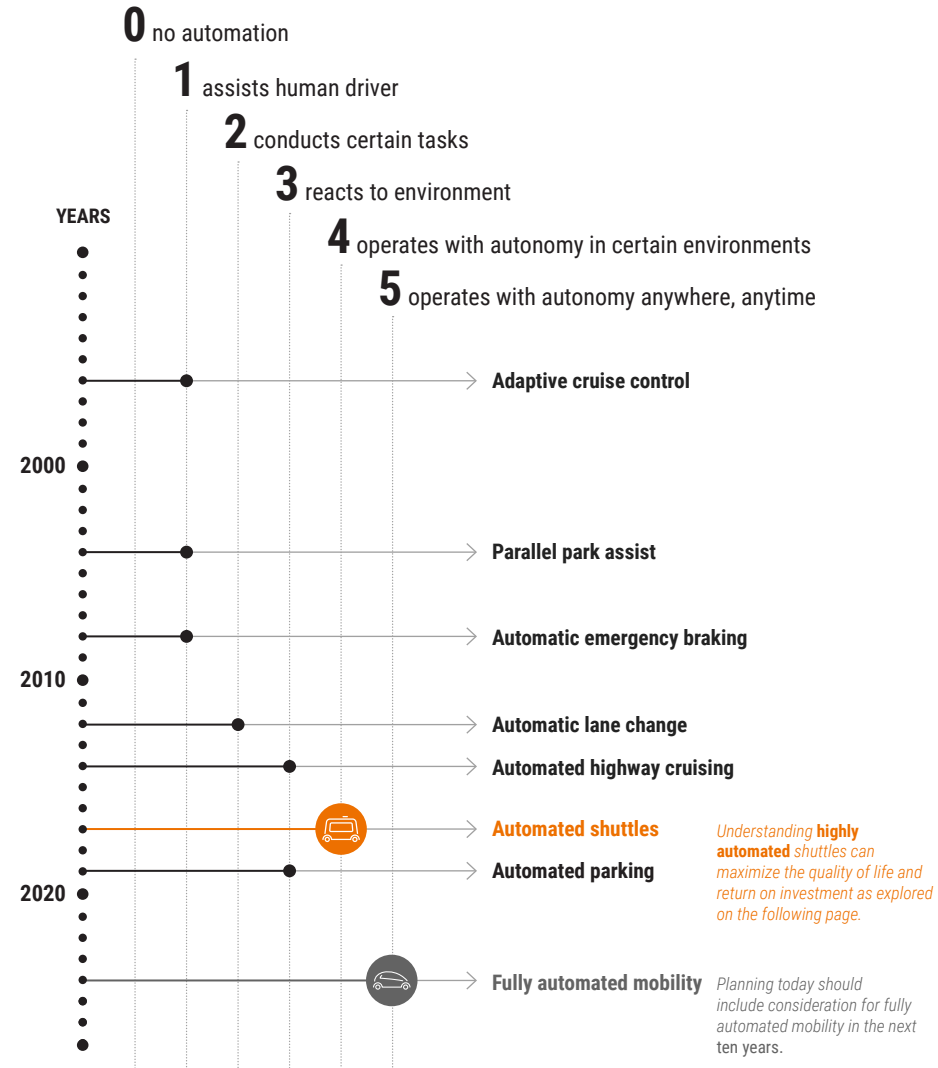 0 no automation
1 assists human driver
2 conducts certain tasks
3 reacts to environment
YEARS
4 operates with autonomy in certain environments
5 operates with autonomy anywhere, anytime
Adaptive cruise control
2000
Parallel park assist
Automatic emergency braking
2010
Automatic lane change
Automated highway cruising
Automated shuttles
Understanding highly
automated shuttles can
maximize the quality of life and
return on investment as explored
on the following page.
Automated parking
2020
Fully automated mobility
Planning today should
include consideration for fully
automated mobility in the next
ten years.